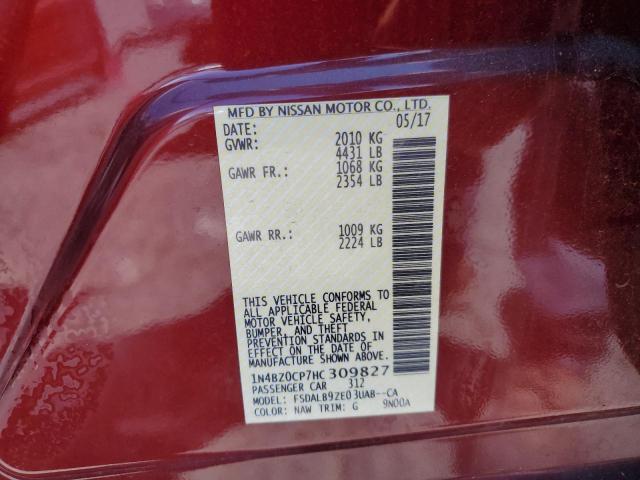 MFD BY NISSAN MOTOR CO., LTD.
DATE: 05/17
GVWR: 2010 KG
4431 LB
GAWR FR.: 1068 KG
2354 LB
GAWR RR.: 1009 KG
2224 LB
THIS VEHICLE CONFORMS TO
ALL APPLICABLE FEDERAL
MOTOR VEHICLE SAFETY,
BUMPER, AND THEFT
PREVENTION STANDARDS IN
EFFECT ON THE DATE OF
MANUFACTURE SHOWN ABOVE.
1N4BZ0CP7HC309827
PASSENGER CAR 312
MODEL: FSDALB9ZE03UAB--CA
COLOR: NAW TRIM: G 9N00A